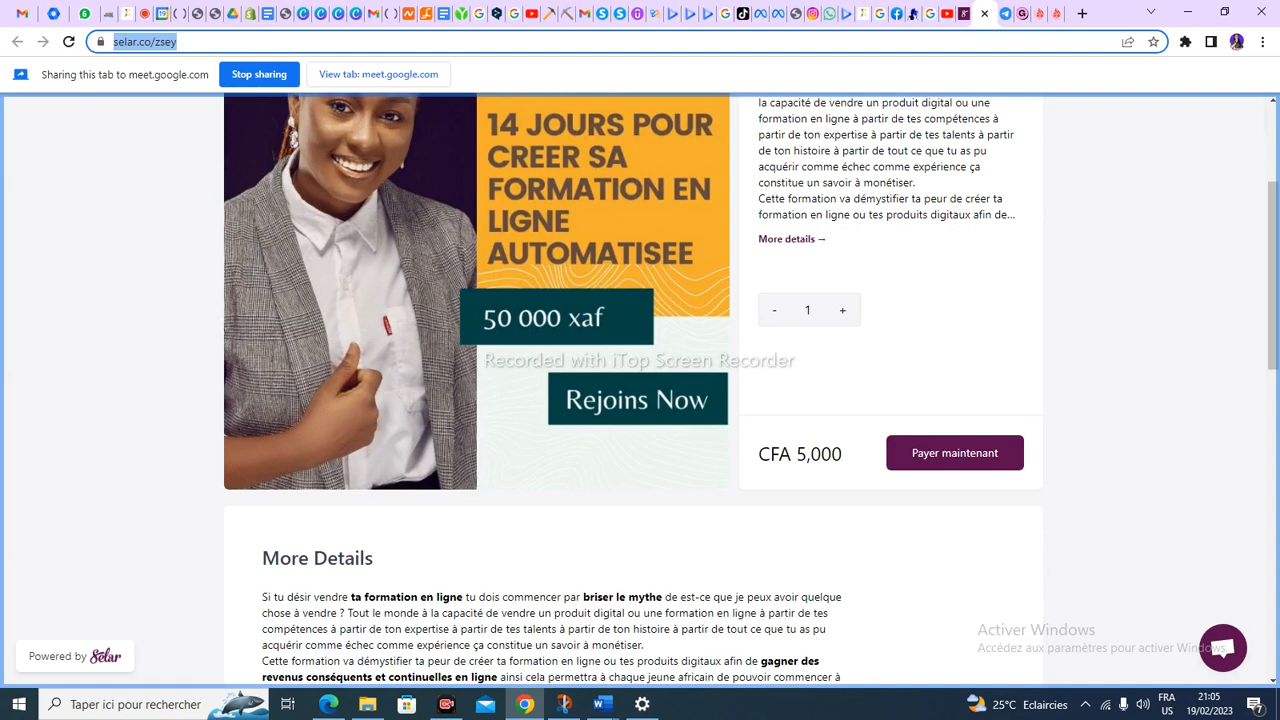 selar.co/zsey
Sharing this tab to meet.google.com
Stop sharing
View tab: meet.google.com
14 JOURS POUR
CREER SA
FORMATION EN
LIGNE
AUTOMATISEE
50 000 xaf
Rejoins Now
Recorded with iTop Screen Recorder
la capacité de vendre un produit digital ou une
formation en ligne à partir de tes compétences à
partir de ton expertise à partir de tes talents à partir
de ton histoire à partir de tout ce que tu as pu
acquérir comme échec comme expérience ça
constitue un savoir à monétiser.
Cette formation va démystifier ta peur de créer ta
formation en ligne ou tes produits digitaux afin de...
More details →
- 1 +
CFA 5,000
Payer maintenant
More Details
Si tu désir vendre ta formation en ligne tu dois commencer par briser le mythe de est-ce que je peux avoir quelque
chose à vendre ? Tout le monde à la capacité de vendre un produit digital ou une formation en ligne à partir de tes
compétences à partir de ton expertise à partir de tes talents à partir de ton histoire à partir de tout ce que tu as pu
acquérir comme échec comme expérience ça constitue un savoir à monétiser.
Cette formation va démystifier ta peur de créer ta formation en ligne ou tes produits digitaux afin de gagner des
revenus conséquents et continuelles en ligne ainsi cela permettra à chaque jeune africain de pouvoir commencer à
Powered by Selar
Activer Windows
Accédez aux paramètres pour activer Windows.
Taper ici pour rechercher
25°C Eclaircies
FRA
US
21:05
19/02/2023